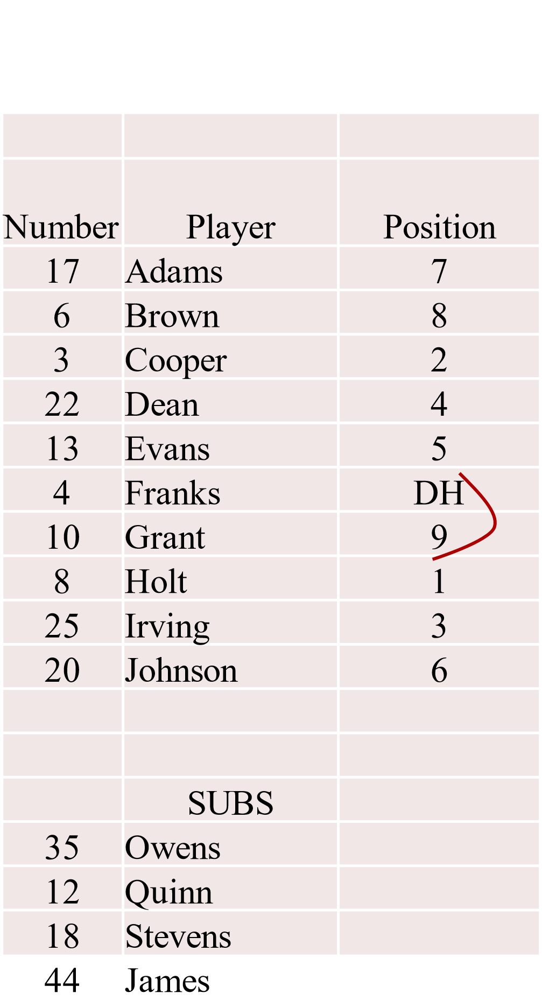 Number Player Position
17 Adams 7
6 Brown 8
3 Cooper 2
22 Dean 4
13 Evans 5
4 Franks DH
10 Grant 9
8 Holt 1
25 Irving 3
20 Johnson 6
SUBS
35 Owens
12 Quinn
18 Stevens
44 James